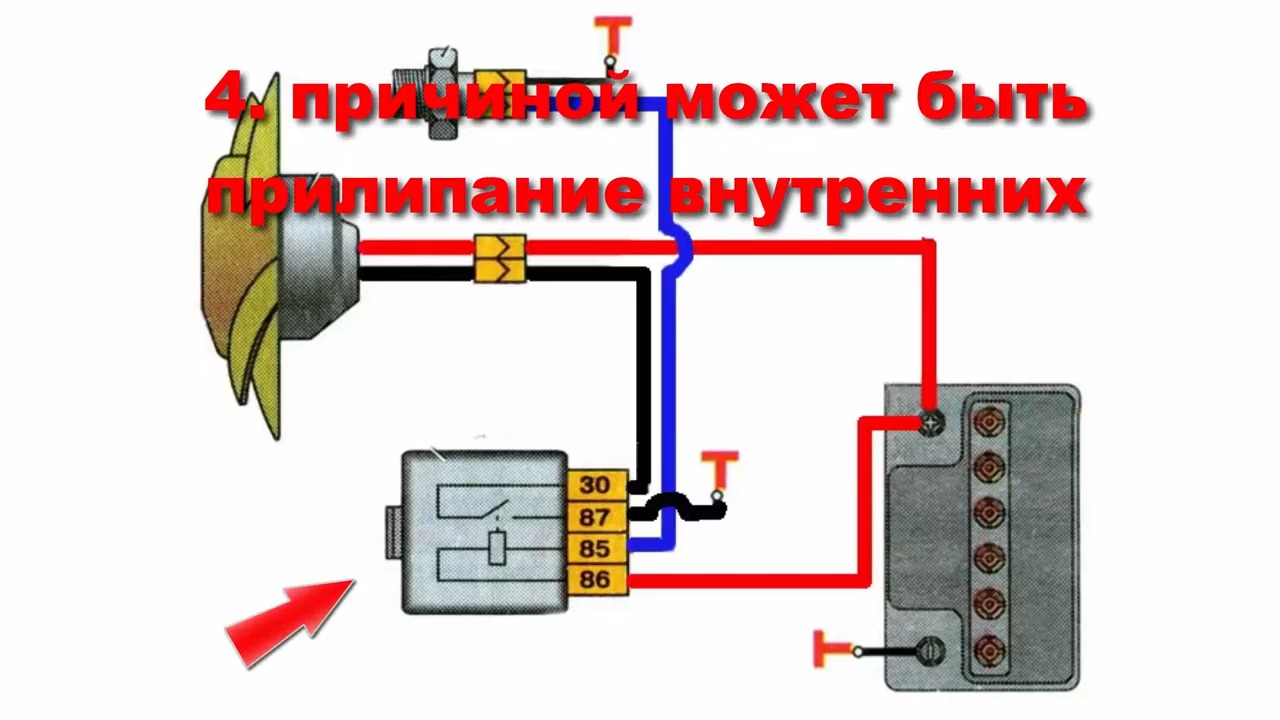 4. причиной может быть
прилипание внутренних
30
87
85
86